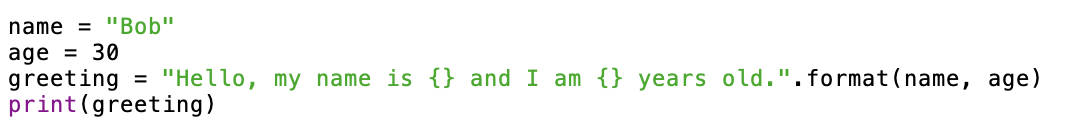 name = "Bob"
age = 30
greeting = "Hello, my name is {} and I am {} years old.".format(name, age)
print(greeting)